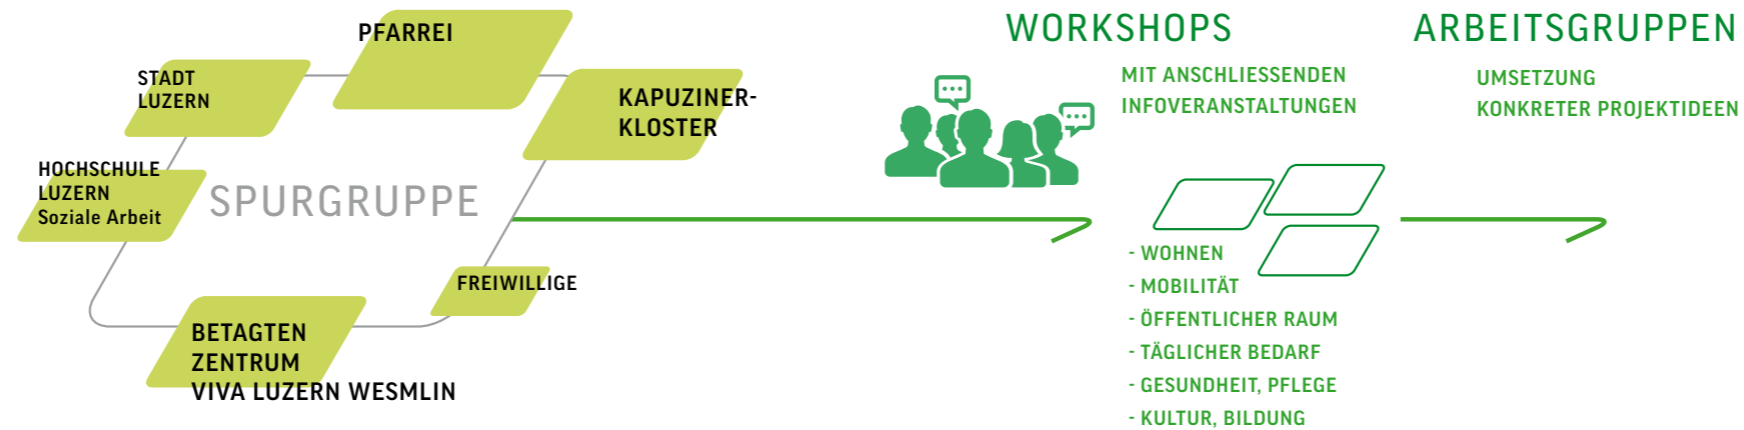 PFARREI
STADT
LUZERN
KAPUZINER-
KLOSTER
HOCHSCHULE
LUZERN
Soziale Arbeit
SPURGRUPPE
FREIWILLIGE
BETAGTEN
ZENTRUM
VIVA LUZERN WESMLIN
WORKSHOPS
MIT ANSCHLIESSENDEN
INFOVERANSTALTUNGEN
- WOHNEN
- MOBILITÄT
- ÖFFENTLICHER RAUM
- TÄGLICHER BEDARF
- GESUNDHEIT, PFLEGE
- KULTUR, BILDUNG
ARBEITSGRUPPEN
UMSETZUNG
KONKRETER PROJEKTIDEEN